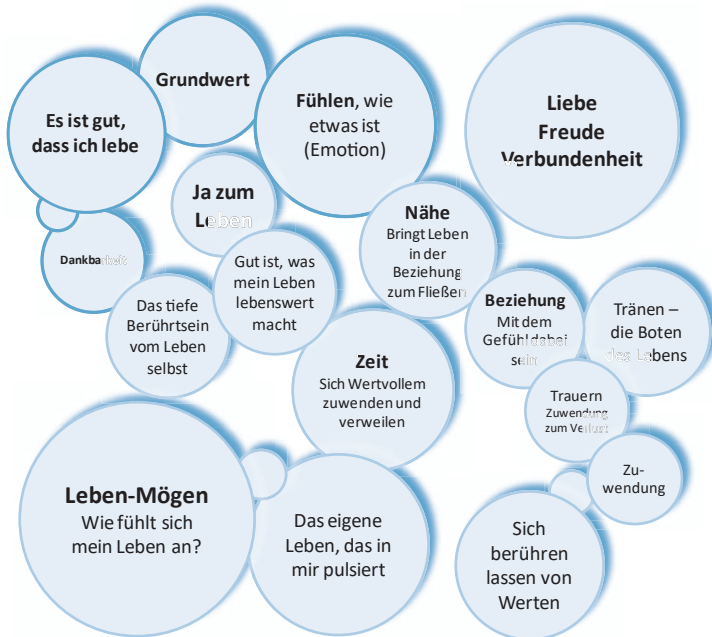 Grundwert
Es ist gut,
dass ich lebe
Fühlen, wie
etwas ist
(Emotion)
Liebe
Freude
Verbundenheit
Ja zum
Leben
Nähe
Bringt Leben
in der
Beziehung
zum Fließen
Dankbarkeit
Gut ist, was
mein Leben
lebenswert
macht
Das tiefe
Berührtsein
vom Leben
selbst
Beziehung
Mit dem
Gefühl dabei
sein
Tränen –
die Boten
des Lebens
Zeit
Sich Wertvollem
zuwenden und
verweilen
Trauern
Zuwendung
zum Verlust
Zu-
wendung
Leben-Mögen
Wie fühlt sich
mein Leben an?
Das eigene
Leben, das in
mir pulsiert
Sich
berühren
lassen von
Werten